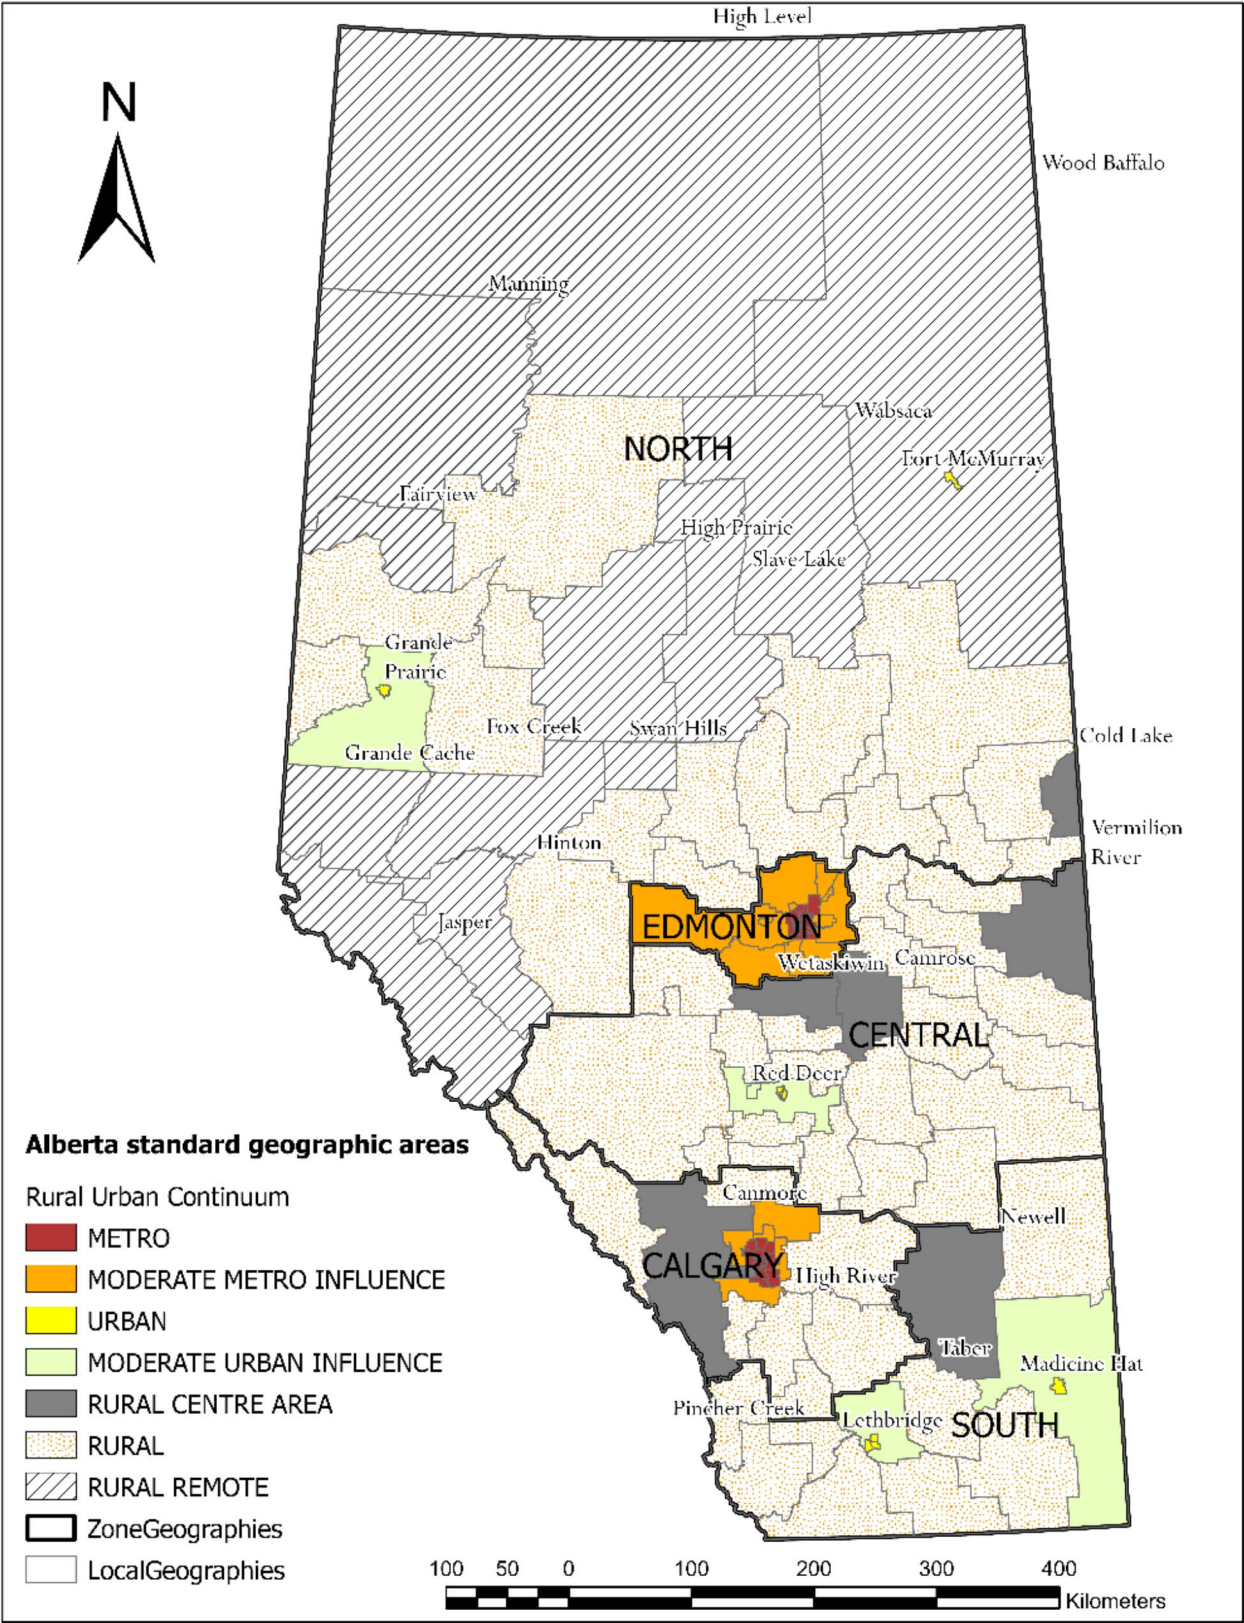 High Level
N
Wood Baffalo
Manning
Wabsaca
NORTH
Fort McMurray
Fairview
High Prairie
Slave Lake
Grande
Prairie
Fox Creek
Swan Hills
Cold Lake
Grande Cache
Hinton
Vermilion
River
Jasper
EDMONTON
Wetaskiwin
Camrose
CENTRAL
Red Deer
Alberta standard geographic areas
Rural Urban Continuum
METRO
MODERATE METRO INFLUENCE
URBAN
MODERATE URBAN INFLUENCE
RURAL CENTRE AREA
RURAL
RURAL REMOTE
ZoneGeographies
LocalGeographies
Canmore
Newell
CALGARY
High River
Taber
Madicine Hat
Pincher Creek
Lethbridge
SOUTH
100 50 0 100 200 300 400
Kilometers